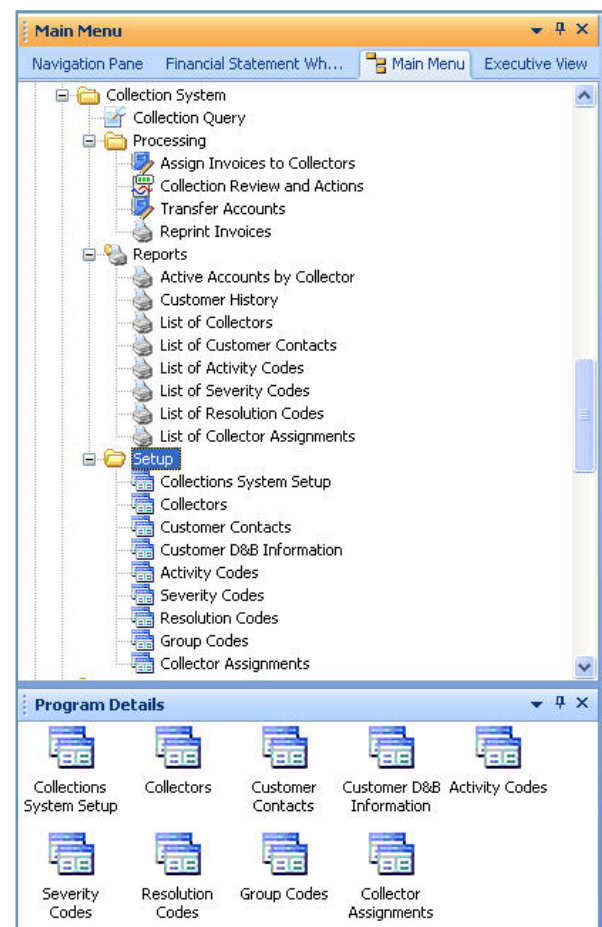 Main Menu
Navigation Pane Financial Statement Wh... Main Menu Executive View
Collection System
Collection Query
Processing
Assign Invoices to Collectors
Collection Review and Actions
Transfer Accounts
Reprint Invoices
Reports
Active Accounts by Collector
Customer History
List of Collectors
List of Customer Contacts
List of Activity Codes
List of Severity Codes
List of Resolution Codes
List of Collector Assignments
Setup
Collections System Setup
Collectors
Customer Contacts
Customer D&B Information
Activity Codes
Severity Codes
Resolution Codes
Group Codes
Collector Assignments
Program Details
Collections
System Setup
Collectors
Customer
Contacts
Customer D&B
Information
Activity Codes
Severity
Codes
Resolution
Codes
Group Codes
Collector
Assignments